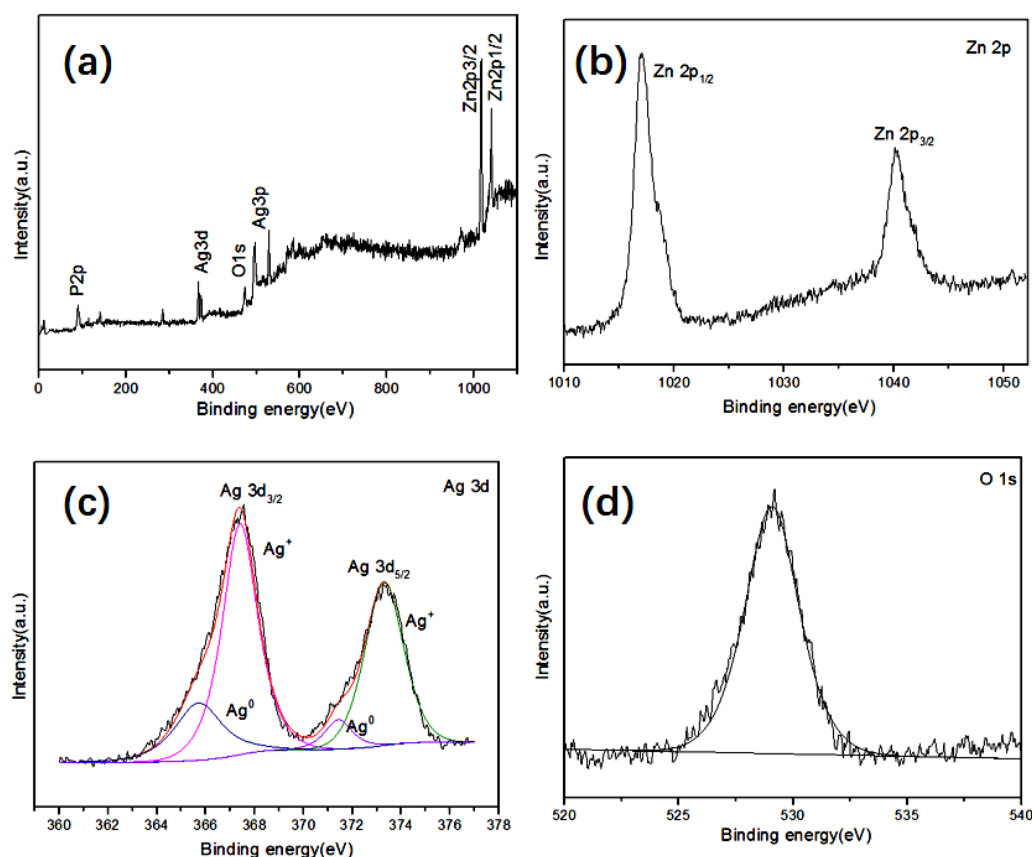 (a)
Zn2p3/2
Zn2p1/2
Ag3p
Ag3d
O1s
P2p
Intensity(a.u.)
0 200 400 600 800 1000
Binding energy(eV)
(b)
Zn 2p
Zn 2p1/2
Zn 2p3/2
Intensity(a.u.)
1010 1020 1030 1040 1050
Binding energy(eV)
(c)
Ag 3d
Ag 3d3/2
Ag+
Ag 3d5/2
Ag+
Ag0
Ag0
Intensity(a.u.)
360 362 364 366 368 370 372 374 376 378
Binding energy(eV)
(d)
O 1s
Intensity(a.u.)
520 525 530 535 540
Binding energy(eV)